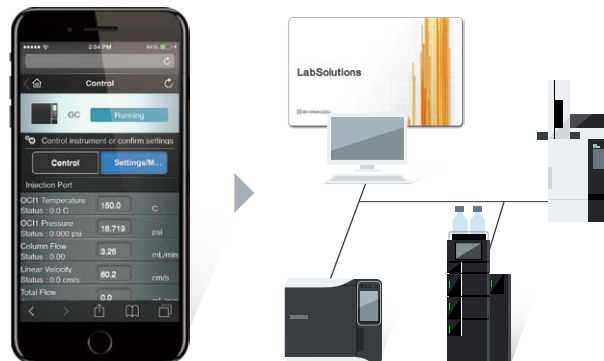 2:54 PM
44%
Control
GC
Running
Control instrument or confirm settings
Control
Settings/M...
Injection Port
OCI1 Temperature
150.0
C
Status : 0.0 C
OCI1 Pressure
18.719
psi
Status : 0.000 psi
Column Flow
3.26
mL/min
Status : 0.00
Linear Velocity
60.2
cm/s
Status : 0.0 cm/s
Total Flow
0.0
LabSolutions